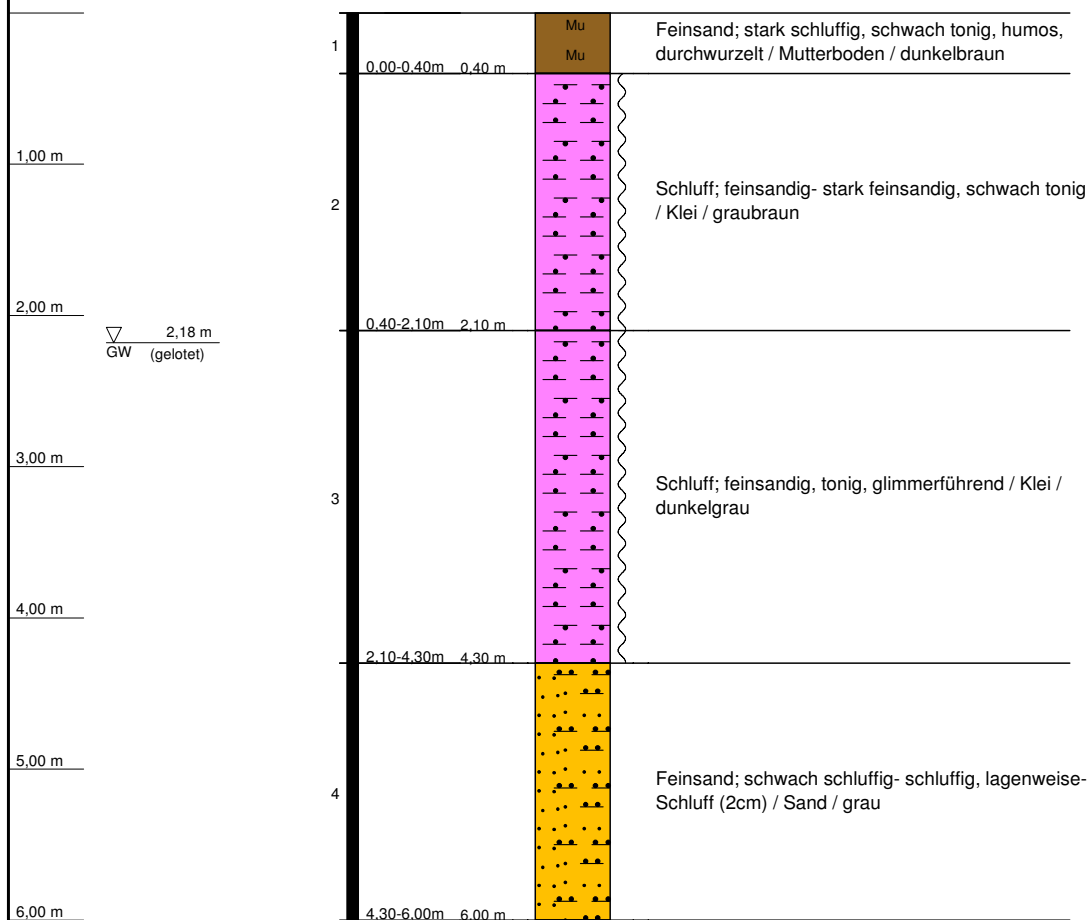 Mu
Mu
1
0,00-0,40m 0,40 m
Feinsand; stark schluffig, schwach tonig, humos,
durchwurzelt / Mutterboden / dunkelbraun
1,00 m
2
Schluff; feinsandig- stark feinsandig, schwach tonig
/ Klei / graubraun
2,00 m
0,40-2,10m 2,10 m
2,18 m
GW (gelotet)
3,00 m
3
Schluff; feinsandig, tonig, glimmerführend / Klei /
dunkelgrau
4,00 m
2,10-4,30m 4,30 m
5,00 m
4
Feinsand; schwach schluffig- schluffig, lagenweise-
Schluff (2cm) / Sand / grau
6,00 m
4,30-6,00m 6,00 m